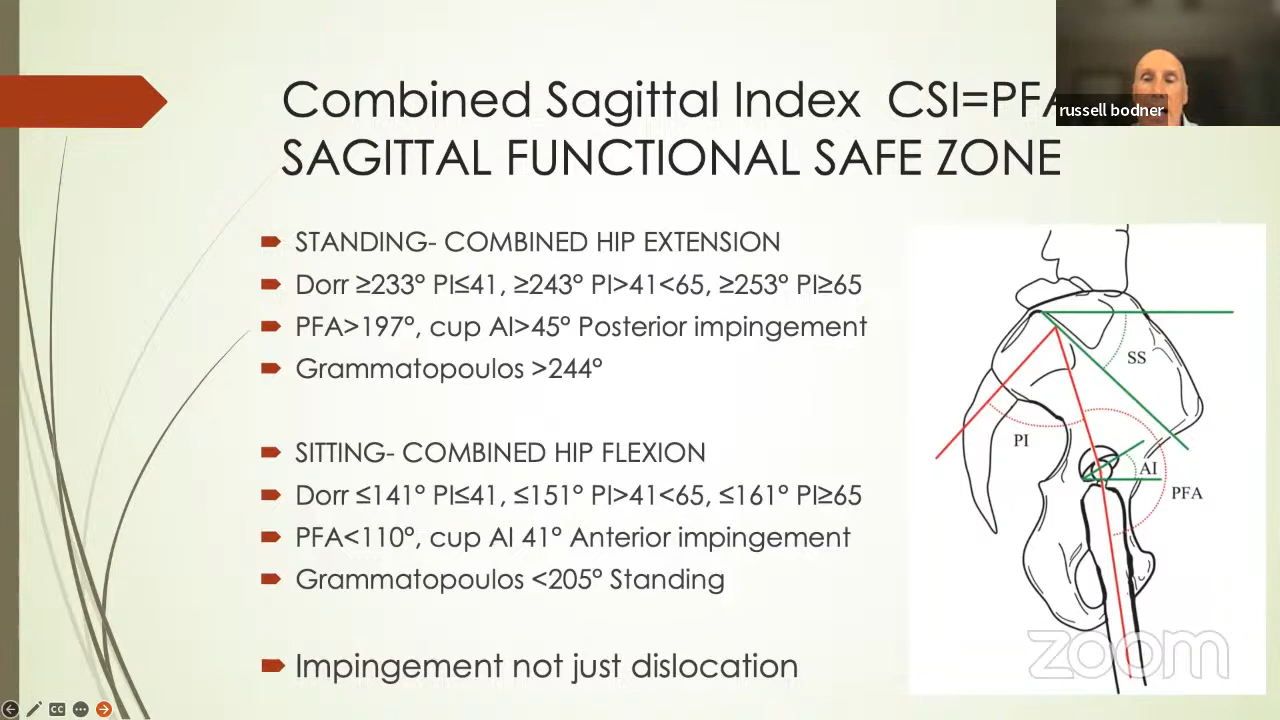 Combined Sagittal Index CSI=PFA
russell bodner
SAGITTAL FUNCTIONAL SAFE ZONE
STANDING- COMBINED HIP EXTENSION
Dorr ≥233° PI≤41, ≥243° PI>41<65, ≥253° PI≥65
PFA>197°, cup AI>45° Posterior impingement
Grammatopoulos >244°
SITTING- COMBINED HIP FLEXION
Dorr ≤141° PI≤41, ≤151° PI>41<65, ≤161° PI≥65
PFA<110°, cup AI 41° Anterior impingement
Grammatopoulos <205° Standing
Impingement not just dislocation
SS
PI
AI
PFA
zoom
CC